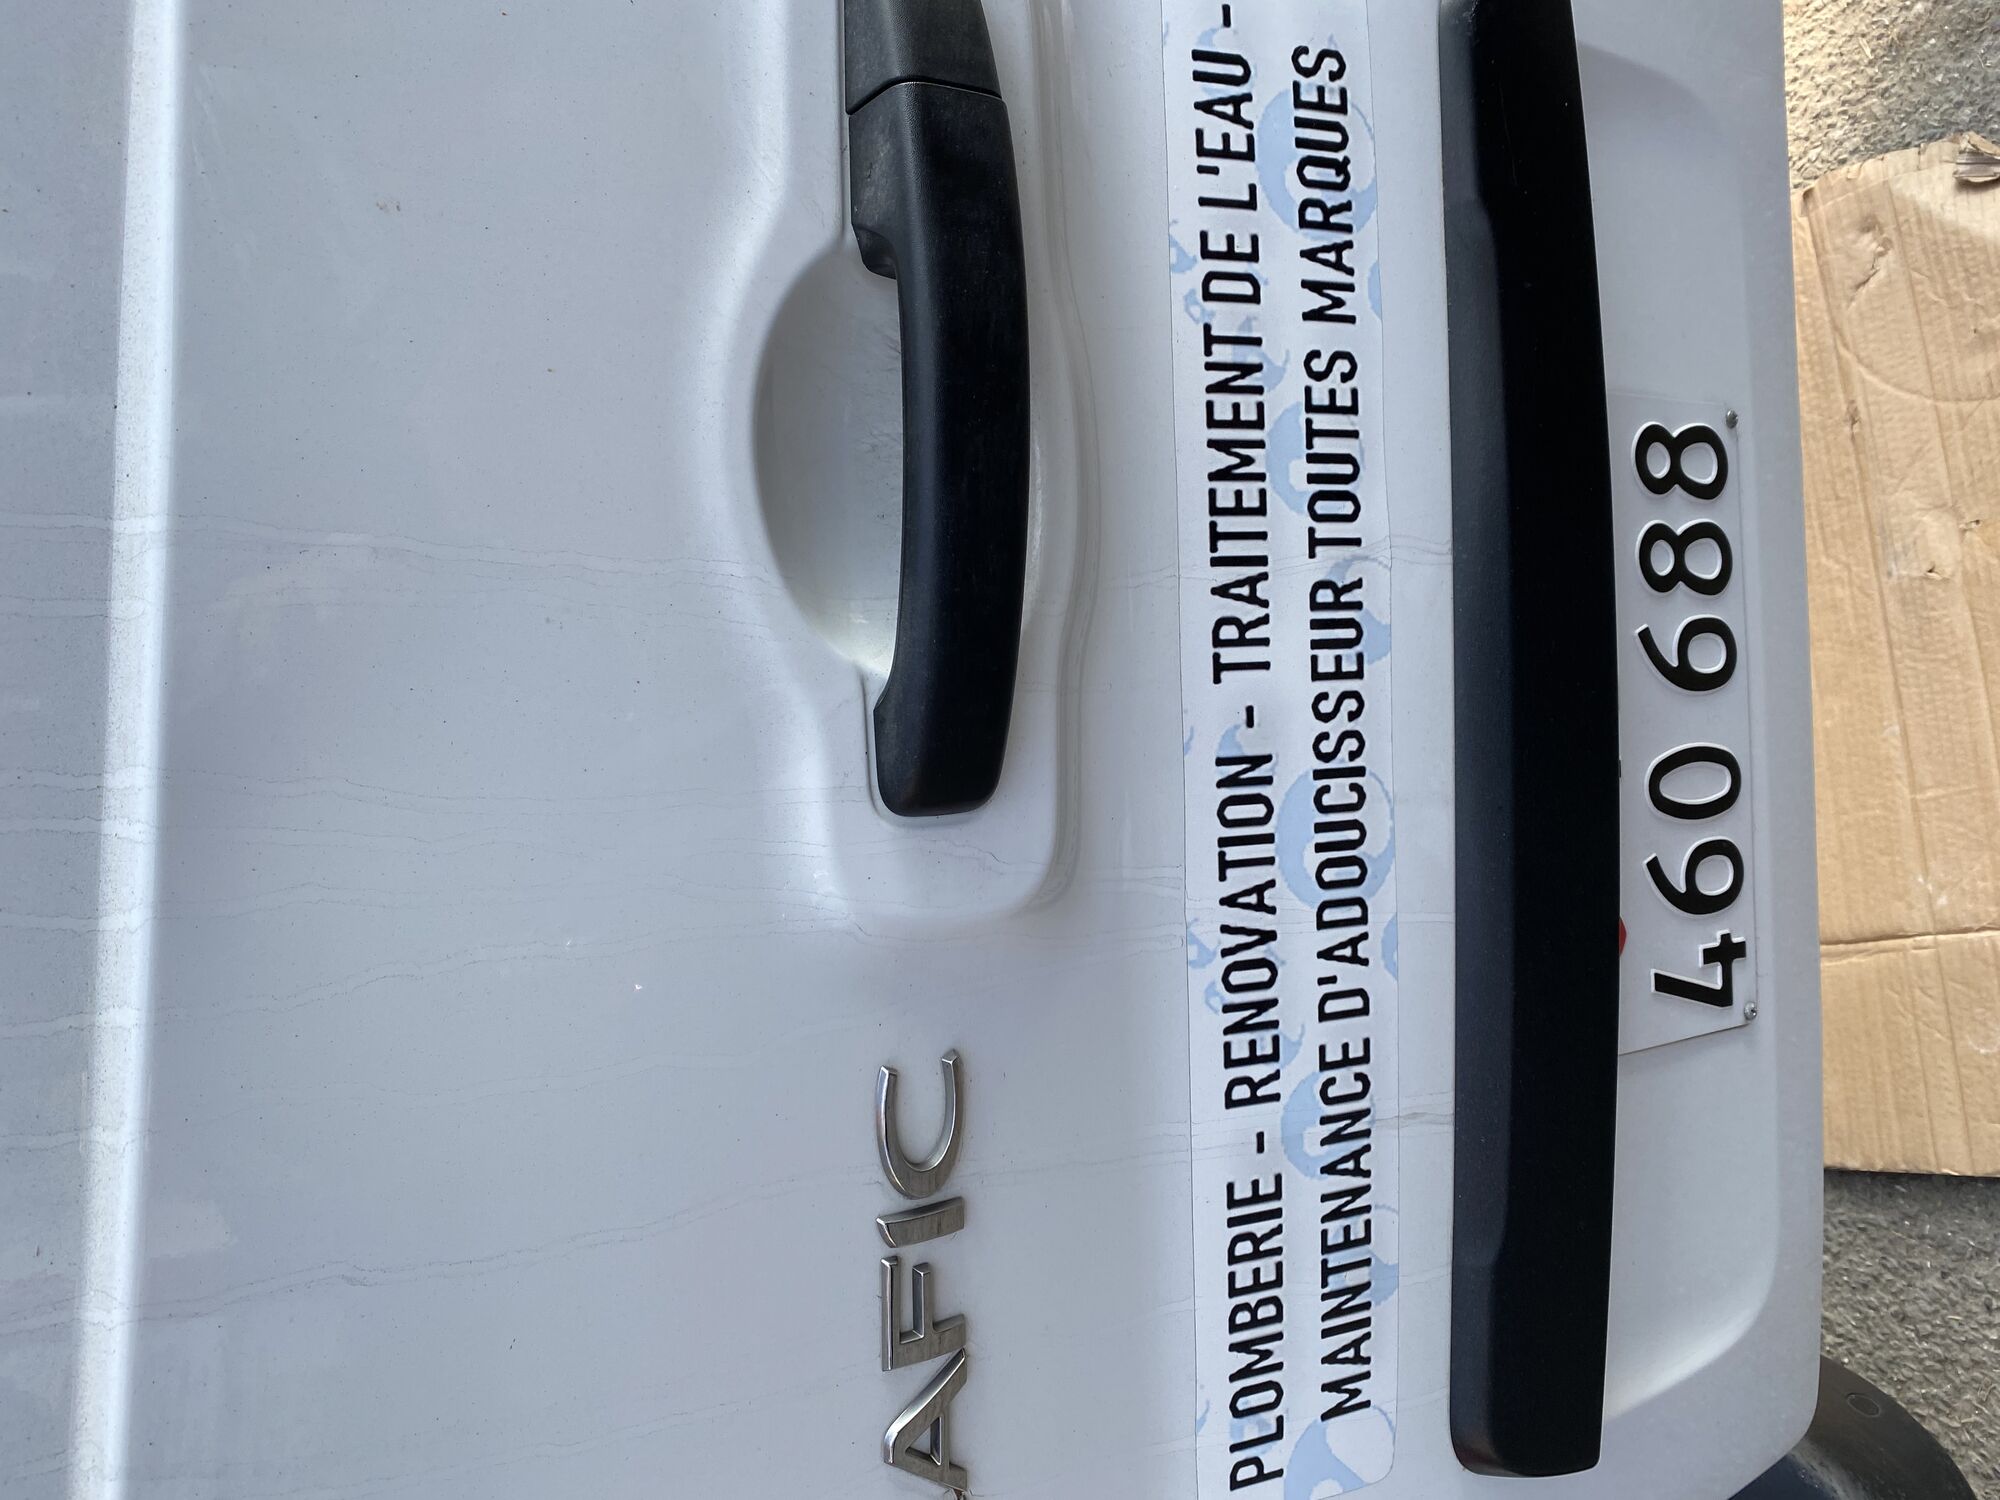 AFIC
PLOMBERIE - RENOVATION - TRAITEMENT DE L'EAU -
MAINTENANCE D'ADOUCISSEUR TOUTES MARQUES
460 688